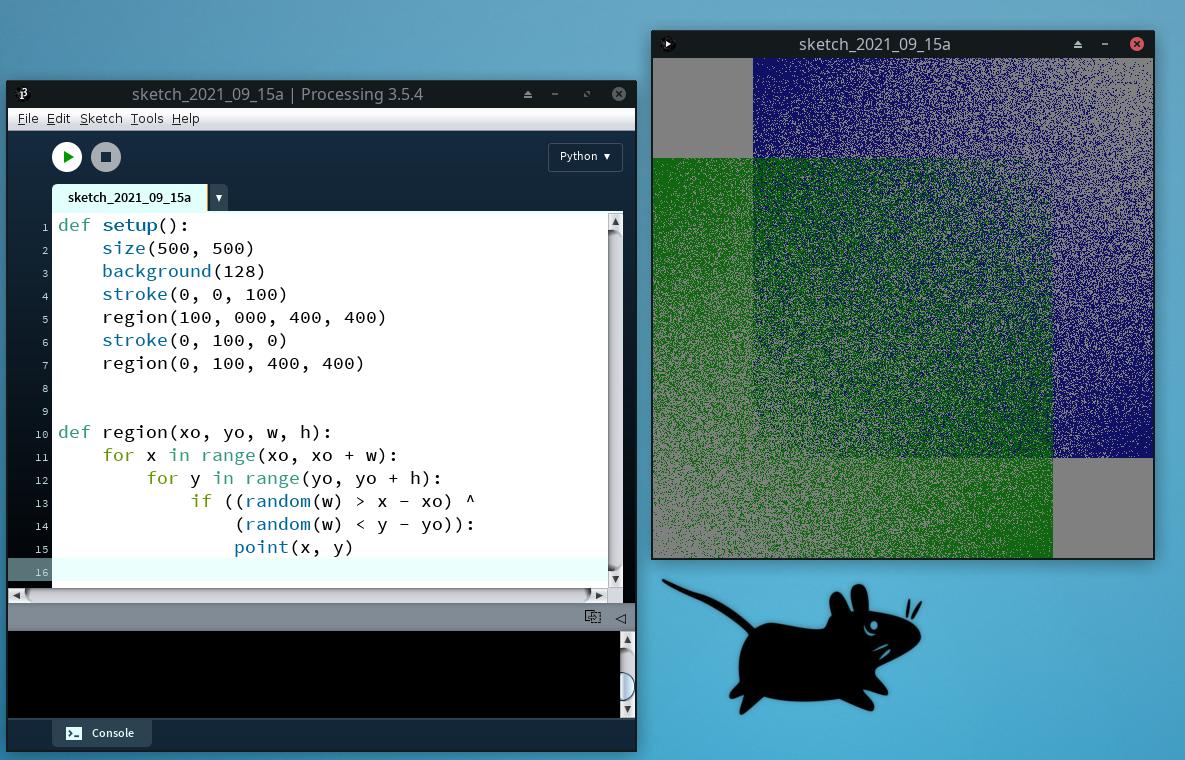 sketch_2021_09_15a
sketch_2021_09_15a | Processing 3.5.4
File Edit Sketch Tools Help
Python ▼
sketch_2021_09_15a ▼
1 def setup():
2     size(500, 500)
3     background(128)
4     stroke(0, 0, 100)
5     region(100, 000, 400, 400)
6     stroke(0, 100, 0)
7     region(0, 100, 400, 400)
8
9
10 def region(xo, yo, w, h):
11     for x in range(xo, xo + w):
12         for y in range(yo, yo + h):
13             if ((random(w) > x - xo) ^
14                 (random(w) < y - yo)):
15                 point(x, y)
16
Console